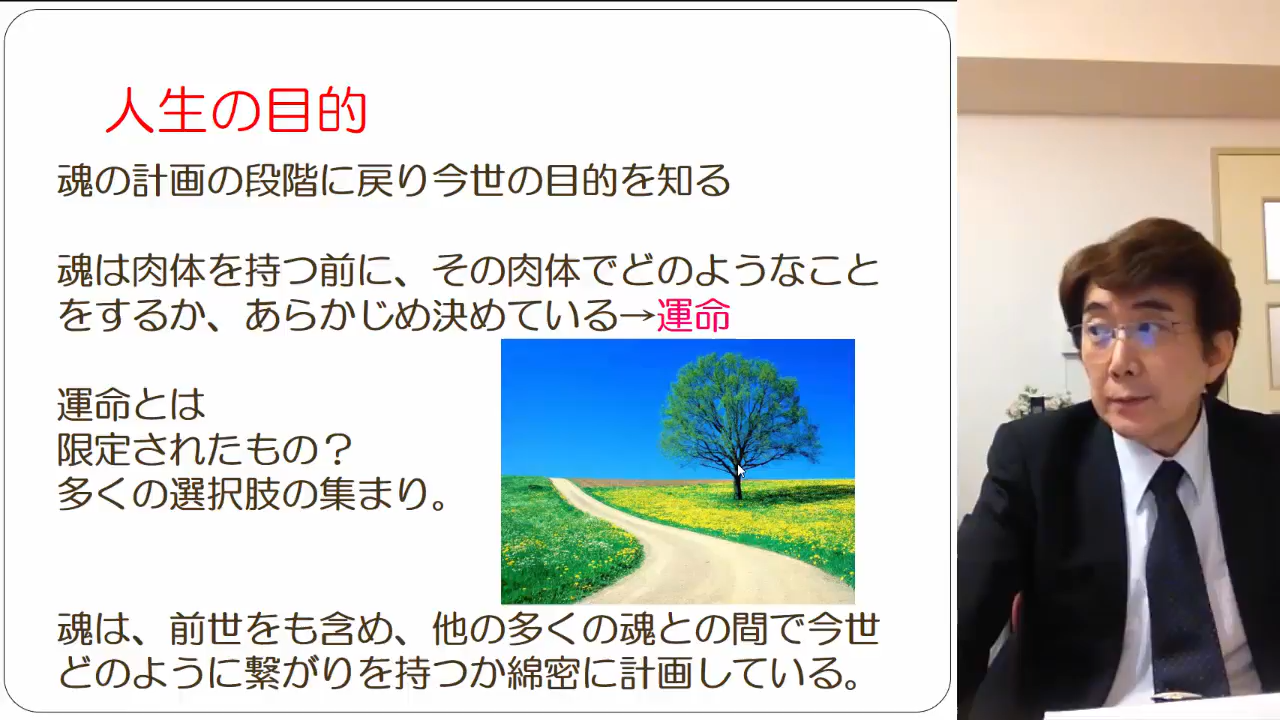 人生の目的
魂の計画の段階に戻り今世の目的を知る
魂は肉体を持つ前に、その肉体でどのようなこと
をするか、あらかじめ決めている→運命
運命とは
限定されたもの？
多くの選択肢の集まり。
魂は、前世をも含め、他の多くの魂との間で今世
どのように繋がりを持つか綿密に計画している。